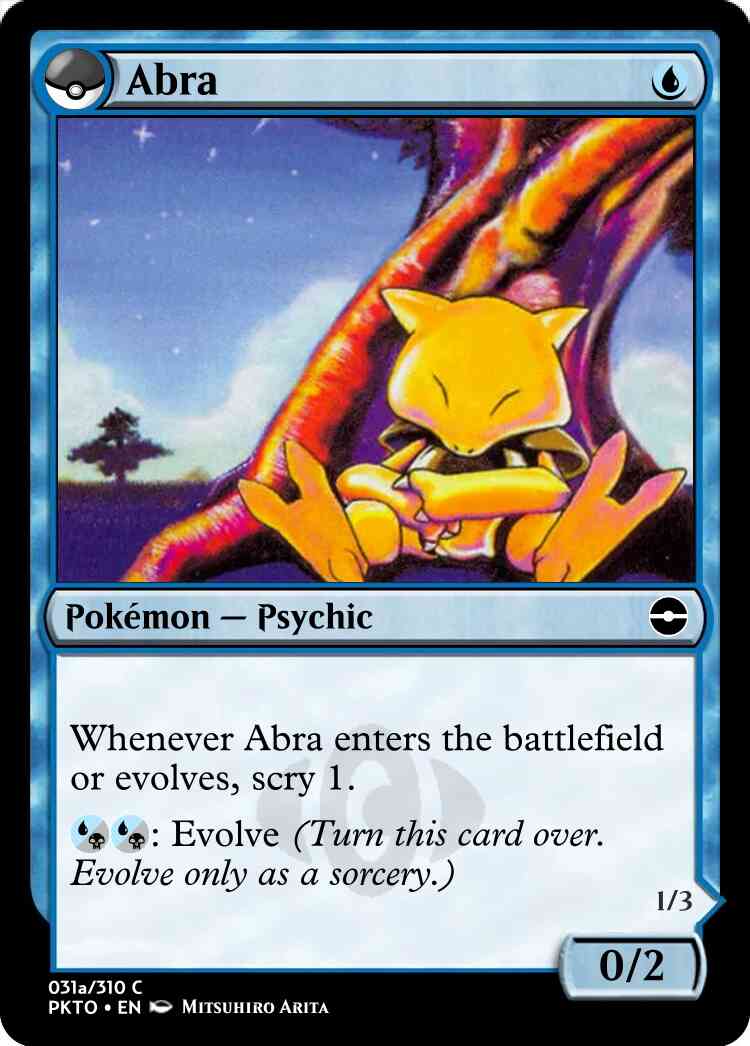 Abra
Pokémon — Psychic
Whenever Abra enters the battlefield
or evolves, scry 1.
: Evolve (Turn this card over.
Evolve only as a sorcery.)
1/3
0/2
031a/310 C
PKTO • EN Mitsuhiro Arita